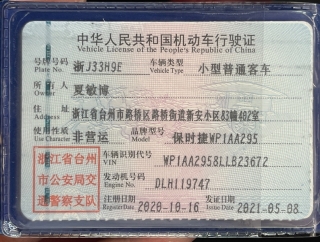 中华人民共和国机动车行驶证
Vehicle License of the People's Republic of China
号牌号码 浙J33H9E 车辆类型 小型普通客车
Plate No. Vehicle Type
所有人 夏敏博
Owner
住址 浙江省台州市路桥区路桥街道新安小区83幢402室
Address
使用性质 非营运 品牌型号 保时捷WP1AA295
Use Character Model
浙江省台州市公安局交通警察支队
车辆识别代号 WP1AA2958LLB23672
VIN
发动机号码 DLH119747
Engine No.
注册日期 2020-10-16 发证日期 2021-05-08
Register Date Issue Date